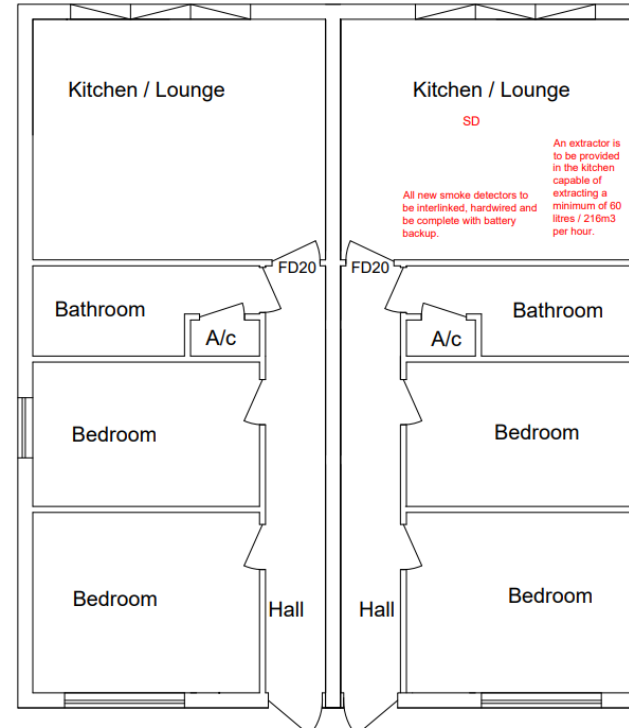 Kitchen / Lounge
Kitchen / Lounge
SD
An extractor is
to be provided
in the kitchen
capable of
extracting a
minimum of 60
litres / 216m3
per hour.
All new smoke detectors to
be interlinked, hardwired and
be complete with battery
backup.
FD20
FD20
Bathroom
Bathroom
A/c
A/c
Bedroom
Bedroom
Bedroom
Bedroom
Hall
Hall